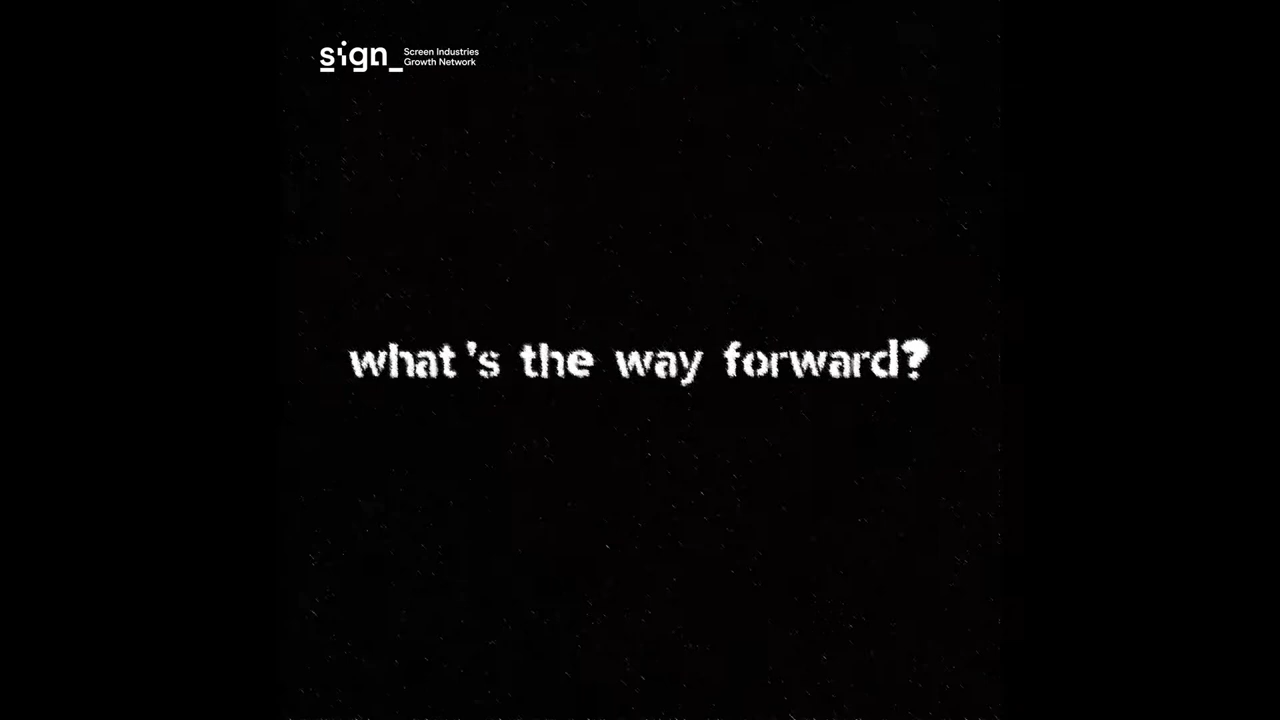 sign_
Screen Industries
Growth Network
what's the way forward?